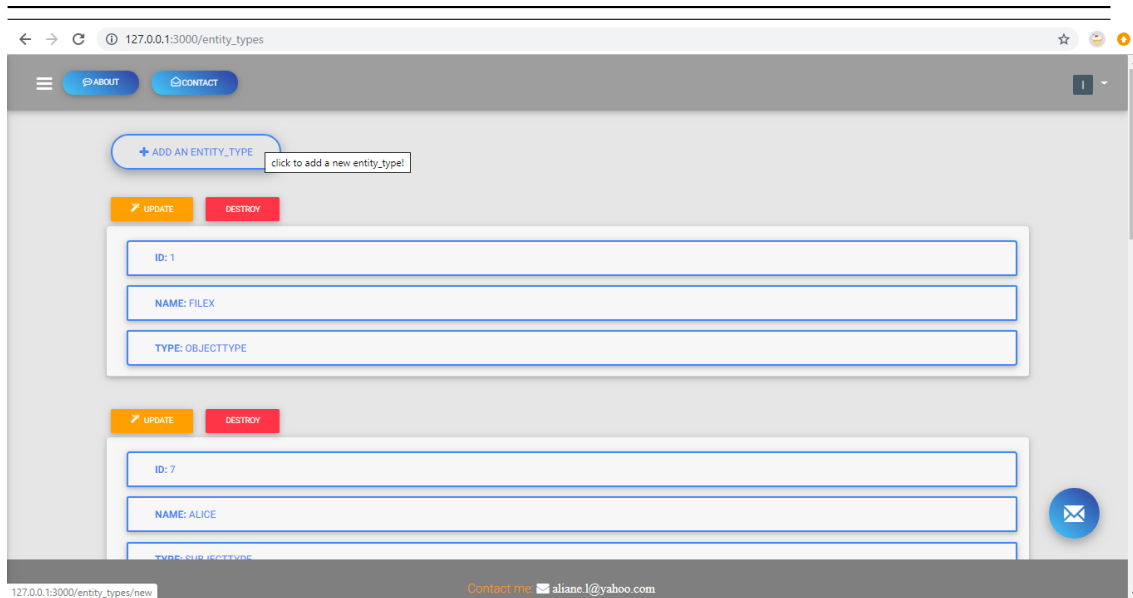 127.0.0.1:3000/entity_types
ABOUT CONTACT I
ADD AN ENTITY_TYPE
click to add a new entity_type!
UPDATE DESTROY
ID: 1
NAME: FILEX
TYPE: OBJECTTYPE
UPDATE DESTROY
ID: 7
NAME: ALICE
TYPE: SUBJECTTYPE
Contact me: aliane.l@yahoo.com
127.0.0.1:3000/entity_types/new